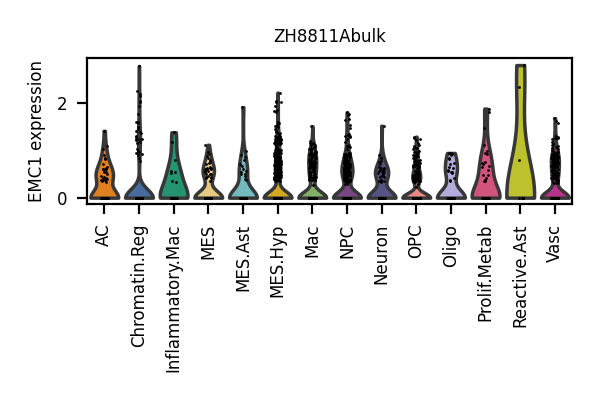 ZH8811Abulk
EMC1 expression
2
0
AC
Chromatin.Reg
Inflammatory.Mac
MES
MES.Ast
MES.Hyp
Mac
NPC
Neuron
OPC
Oligo
Prolif.Metab
Reactive.Ast
Vasc